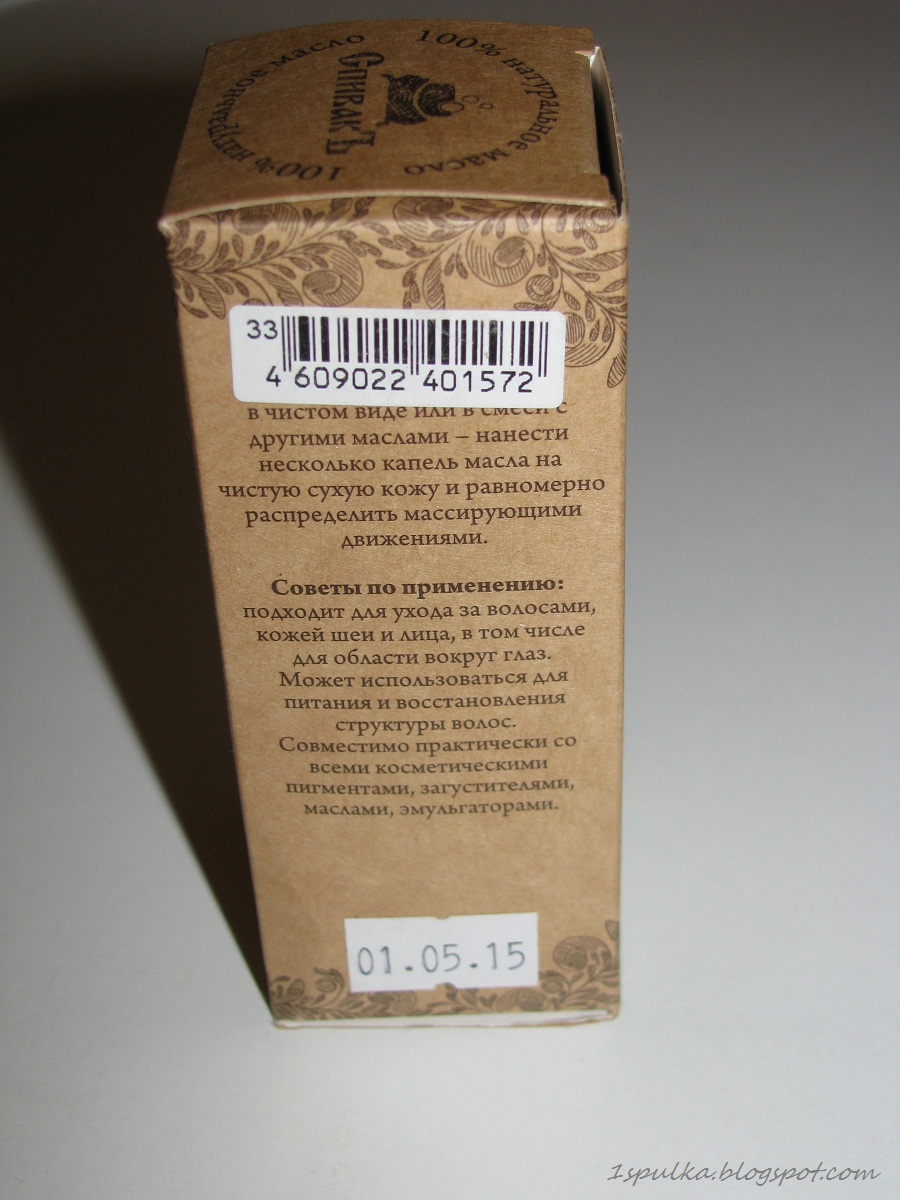 100% натуральное масло
100% натуральное масло
СпивакЪ
33
4 609022 401572
в чистом виде или в смеси с
другими маслами – нанести
несколько капель масла на
чистую сухую кожу и равномерно
распределить массирующими
движениями.
Советы по применению:
подходит для ухода за волосами,
кожей шеи и лица, в том числе
для области вокруг глаз.
Может использоваться для
питания и восстановления
структуры волос.
Совместимо практически со
всеми косметическими
пигментами, загустителями,
маслами, эмульгаторами.
01.05.15
1spulka.blogspot.com